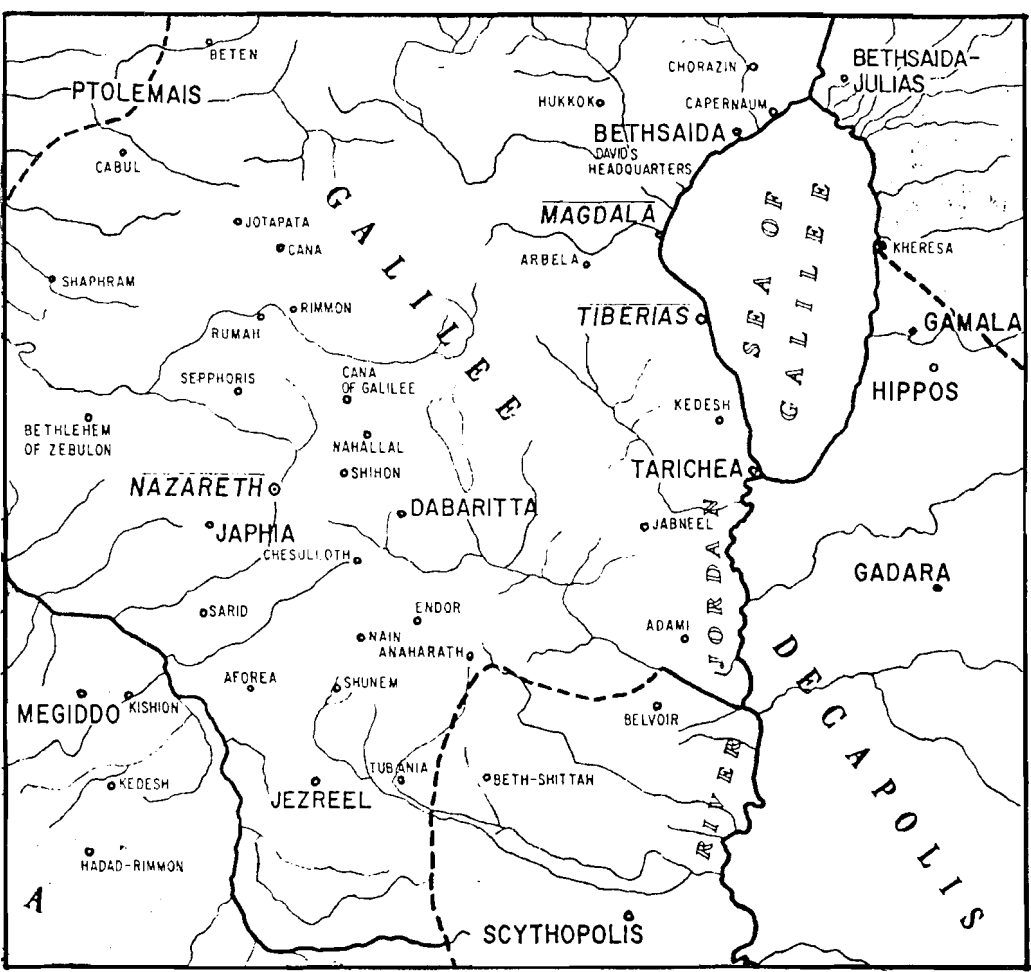 BETEN
PTOLEMAIS
CABUL
CHORAZIN
BETHSAIDA-
JULIAS
HUKKOK
CAPERNAUM
BETHSAIDA
DAVID'S
HEADQUARTERS
GALILEE
MAGDALA
SEA OF
GALILEE
JOTAPATA
CANA
ARBELA
KHERESA
SHAPHRAM
RIMMON
RUMAH
TIBERIAS
GAMALA
SEPPHORIS
CANA
OF GALILEE
HIPPOS
KEDESH
BETHLEHEM
OF ZEBULON
NAHALLAL
SHIHON
TARICHEA
NAZARETH
DABARITTA
JAPHIA
JABNEEL
CHESULLOTH
JORDAN
GADARA
SARID
ENDOR
NAIN
ANAHARATH
ADAMI
DECAPOLIS
AFOREA
SHUNEM
MEGIDDO
KISHION
BELVOIR
RIVER
KEDESH
JEZREEL
TUBANIA
BETH-SHITTAH
HADAD-RIMMON
A
SCYTHOPOLIS